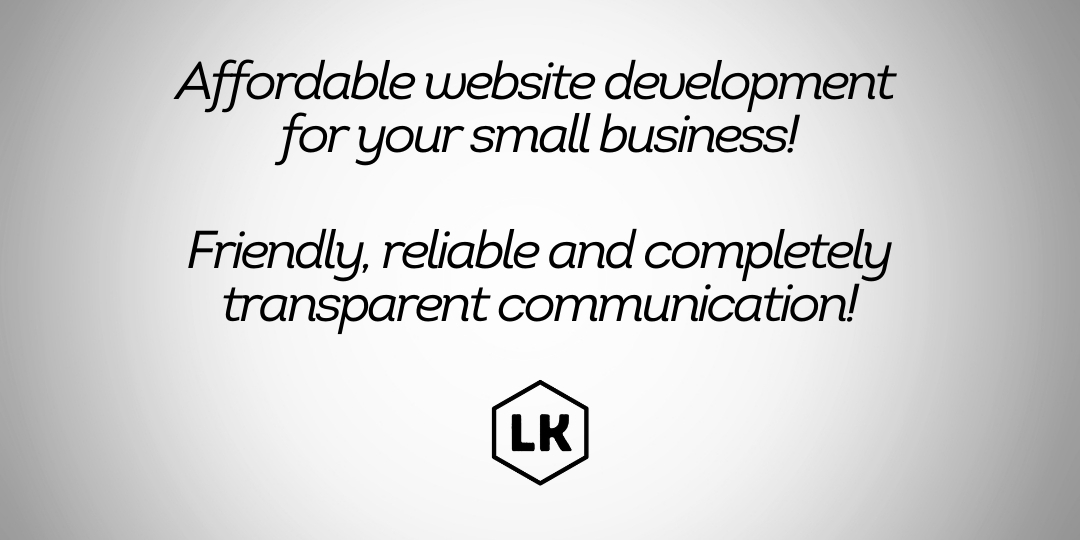 Affordable website development
for your small business!
Friendly, reliable and completely
transparent communication!
LK